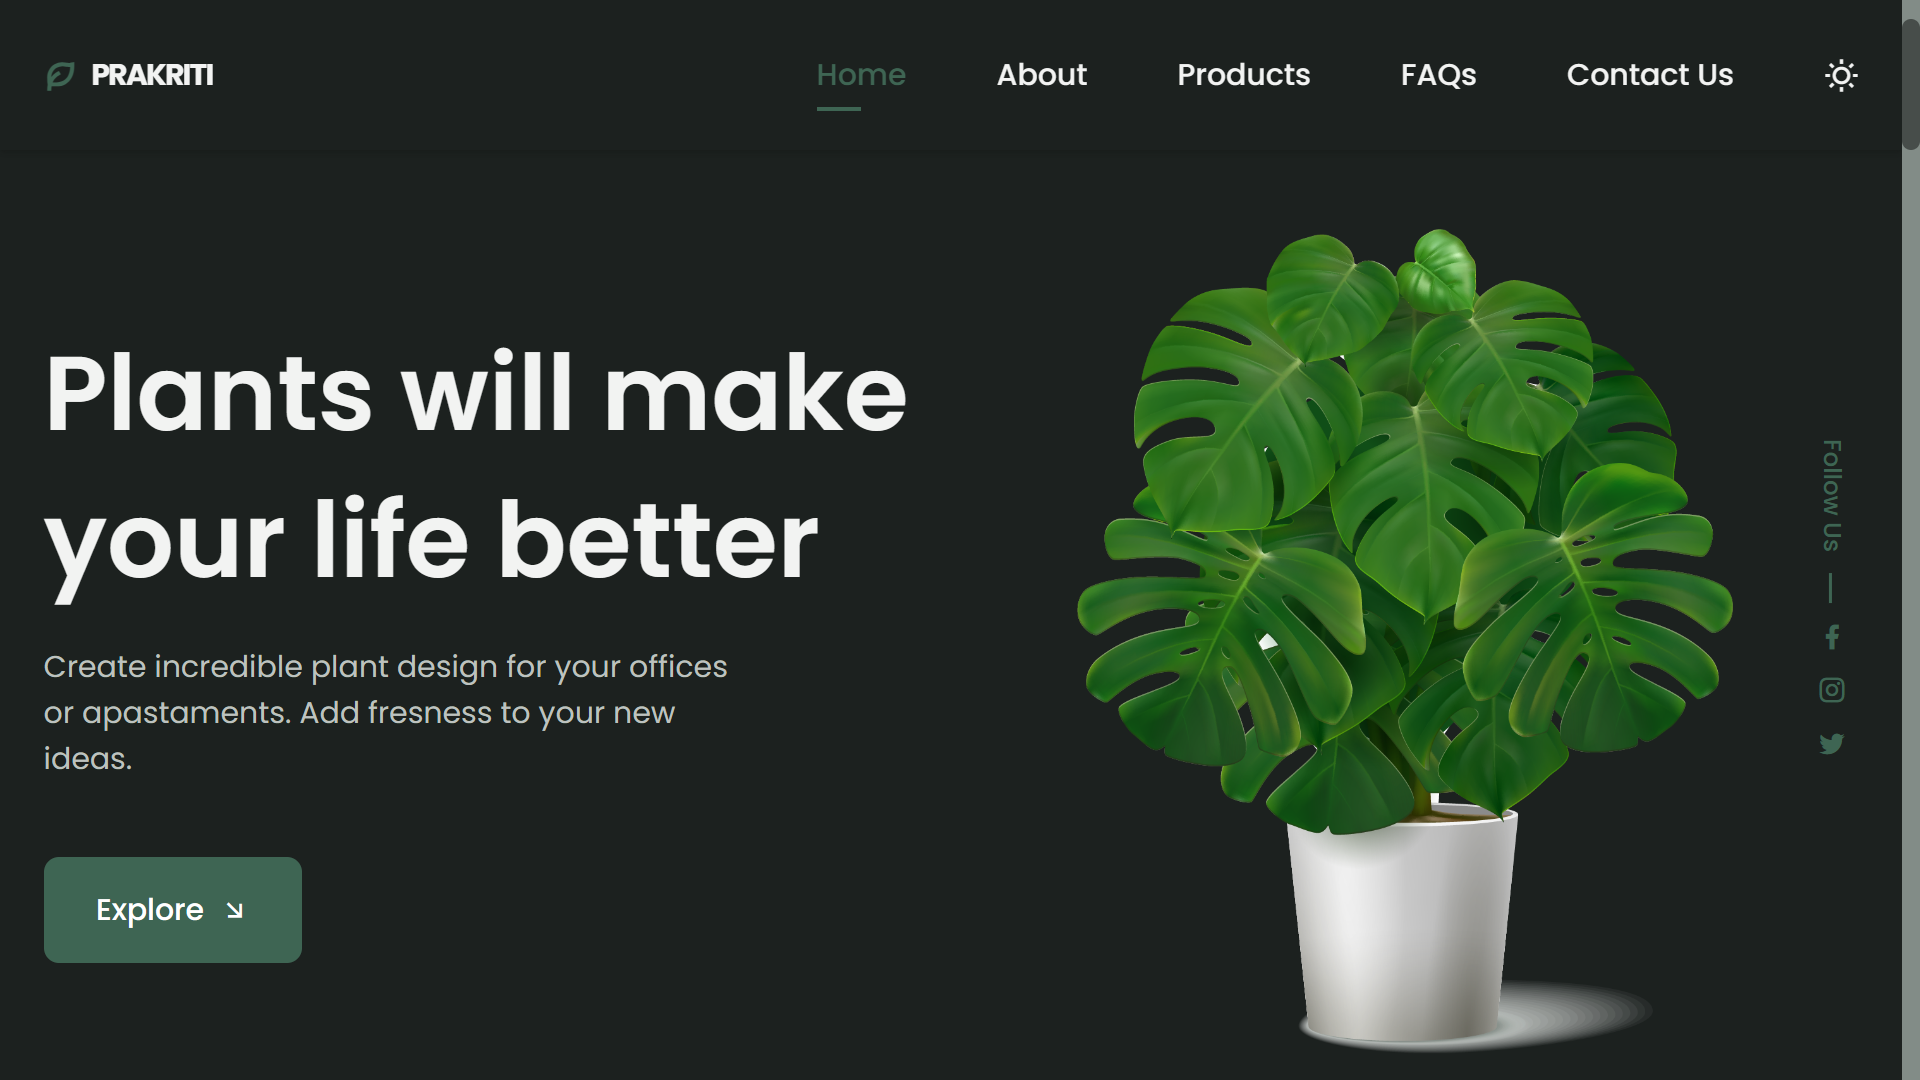 PRAKRITI
Home
About
Products
FAQs
Contact Us
Plants will make
your life better
Create incredible plant design for your offices
or apastaments. Add fresness to your new
ideas.
Explore
Follow Us